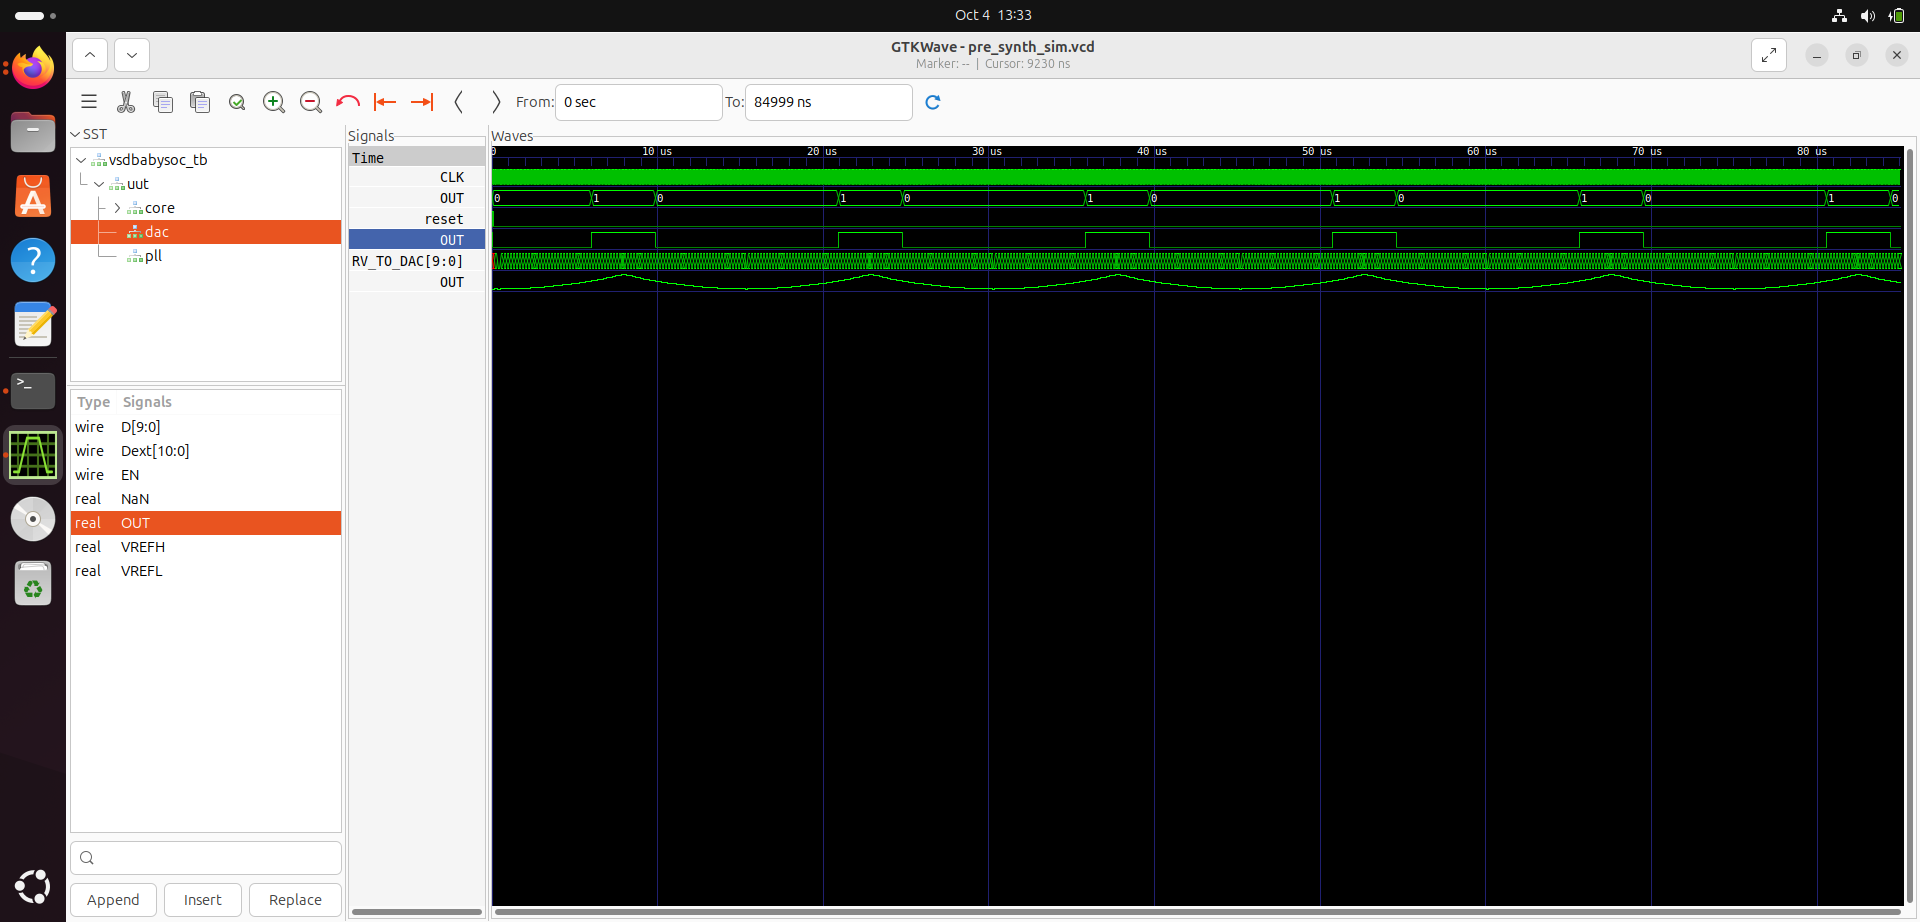 Oct 4 13:33
GTKWave - pre_synth_sim.vcd
Marker: -- | Cursor: 9230 ns
From: 0 sec To: 84999 ns
SST
vsdbabysoc_tb
uut
core
dac
pll
Type Signals
wire D[9:0]
wire Dext[10:0]
wire EN
real NaN
real OUT
real VREFH
real VREFL
Append Insert Replace
Signals
Time
CLK
OUT
reset
OUT
RV_TO_DAC[9:0]
OUT
Waves
0 10 us 20 us 30 us 40 us 50 us 60 us 70 us 80 us
0 1 0 1 0 1 0 1 0 1 0 1 0